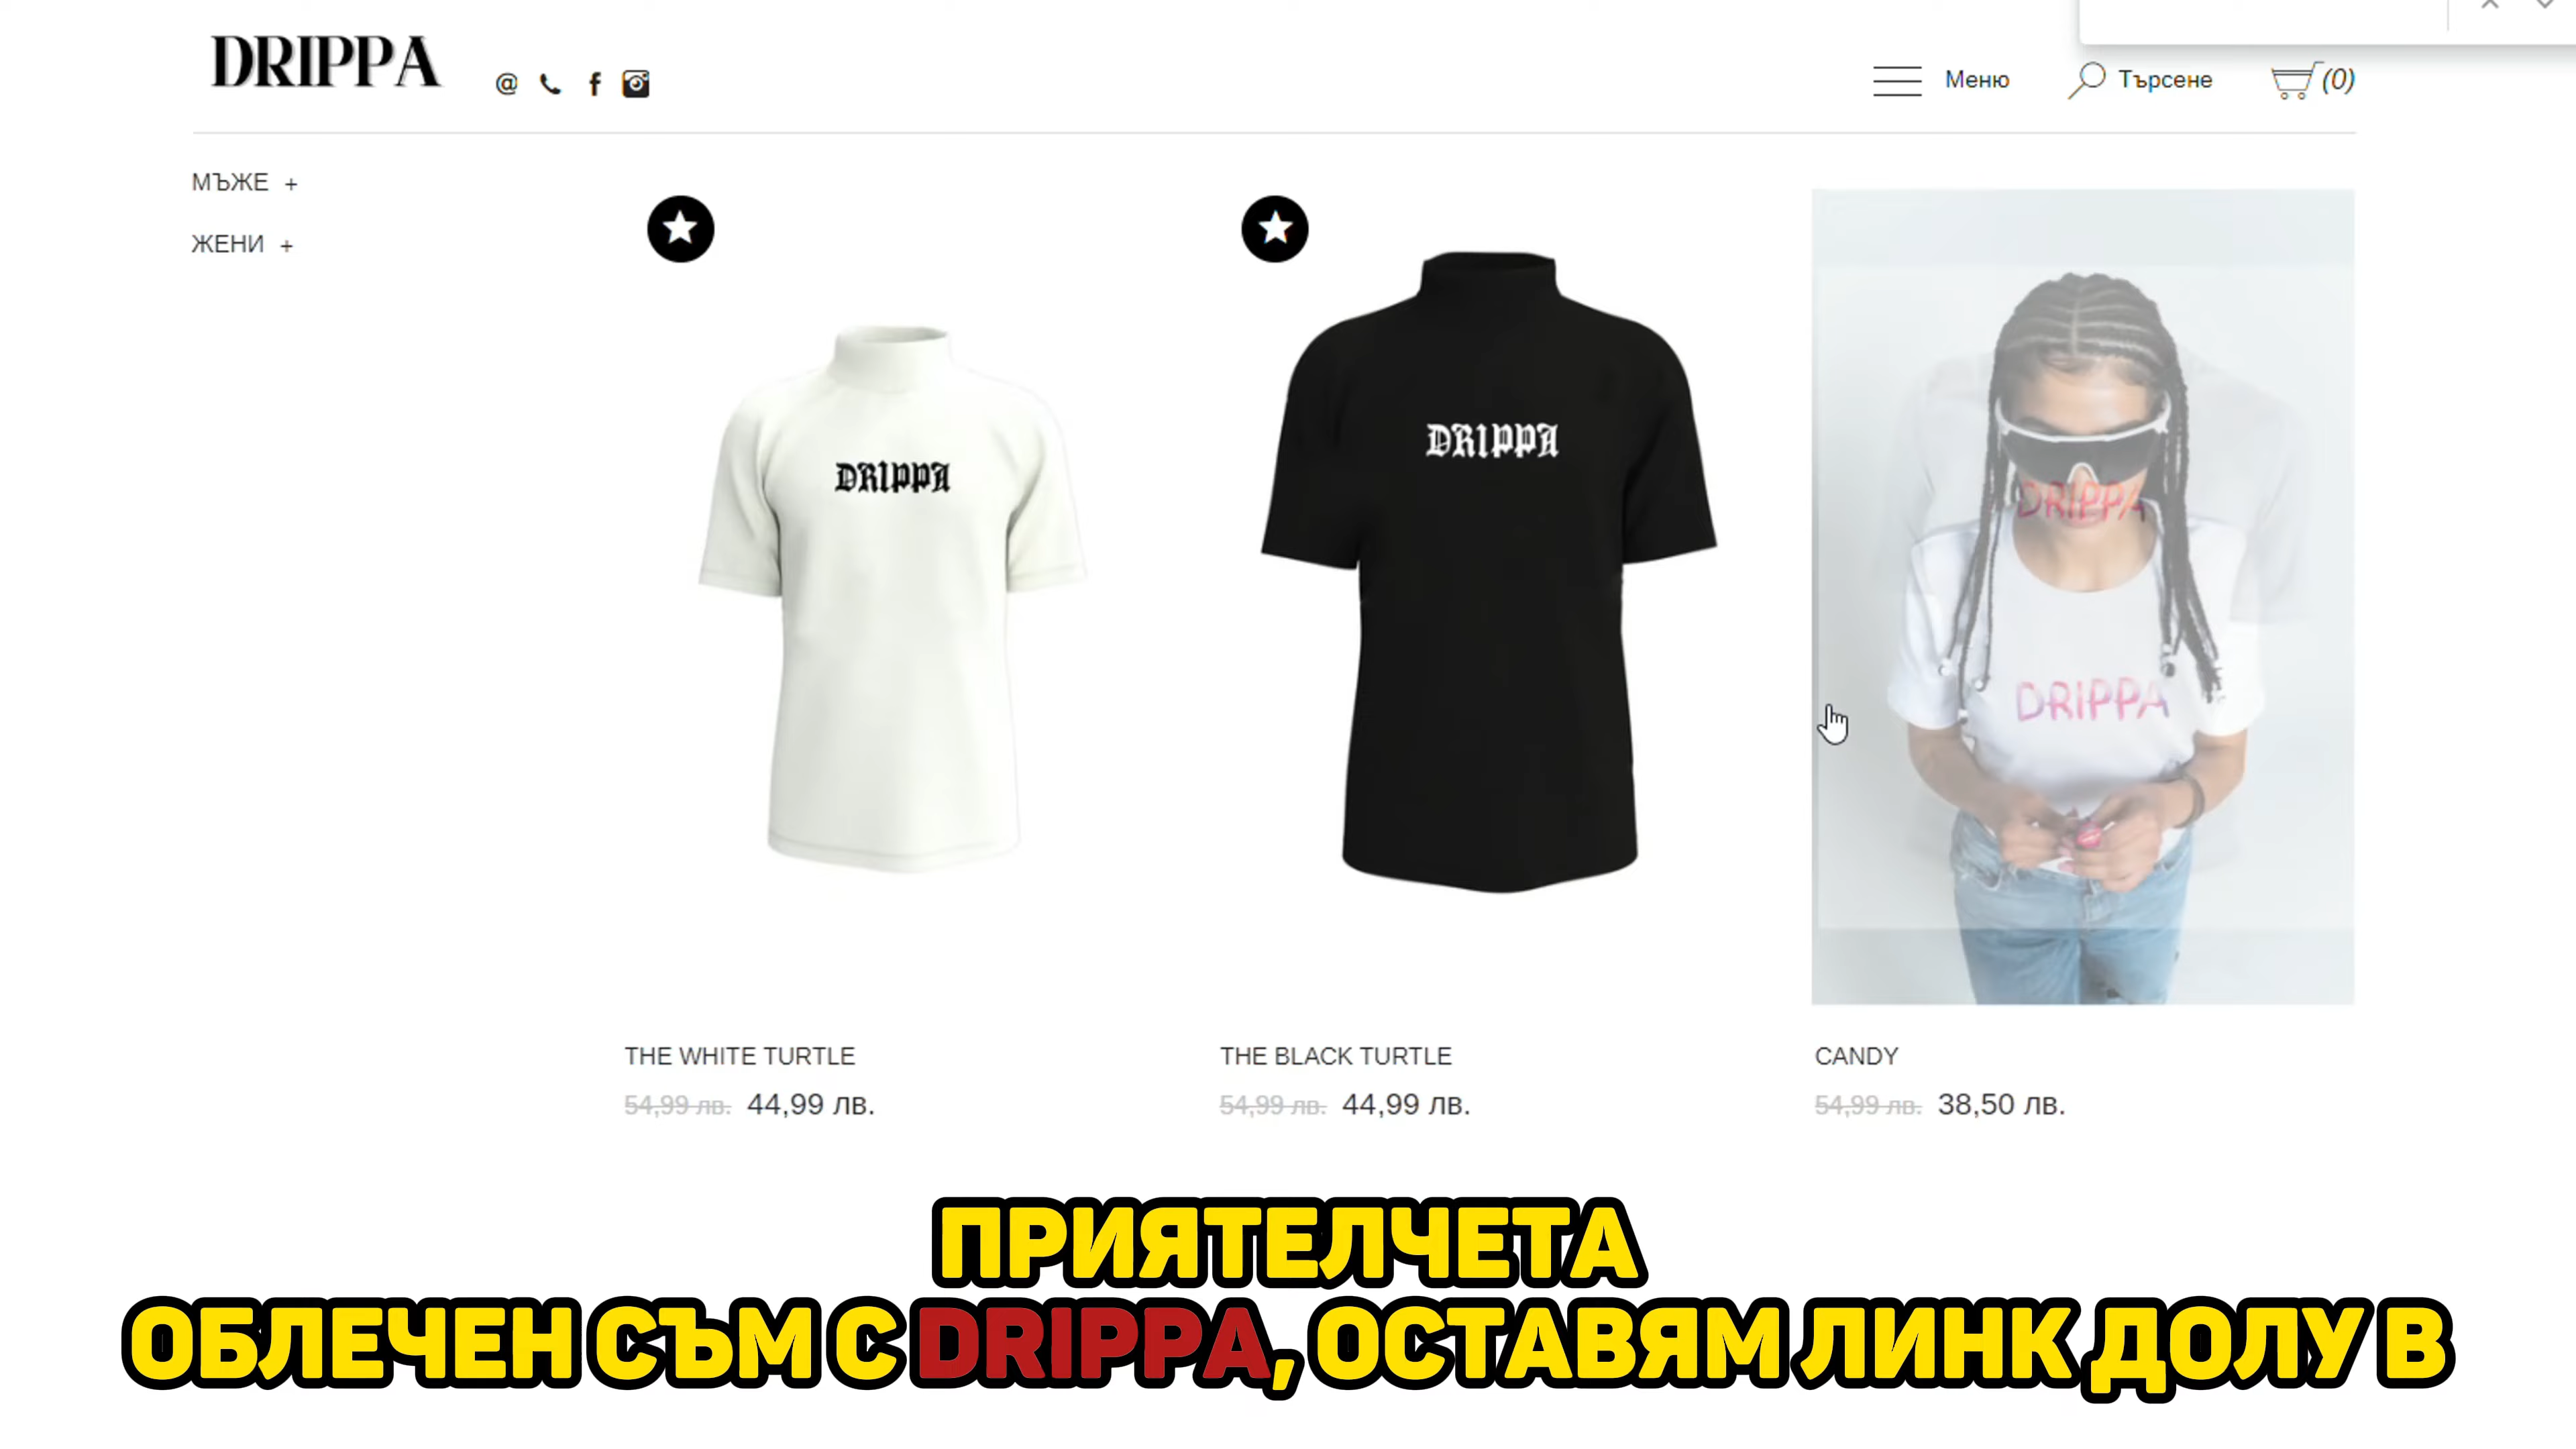 DRIPPA
@
Меню
Търсене
(0)
МЪЖЕ +
ЖЕНИ +
DRIPPA
DRIPPA
DRIPPA
DRIPPA
THE WHITE TURTLE
54,99 лв. 44,99 лв.
THE BLACK TURTLE
54,99 лв. 44,99 лв.
CANDY
54,99 лв. 38,50 лв.
ПРИЯТЕЛЧЕТА
ОБЛЕЧЕН СЪМ С DRIPPA, ОСТАВЯМ ЛИНК ДОЛУ В